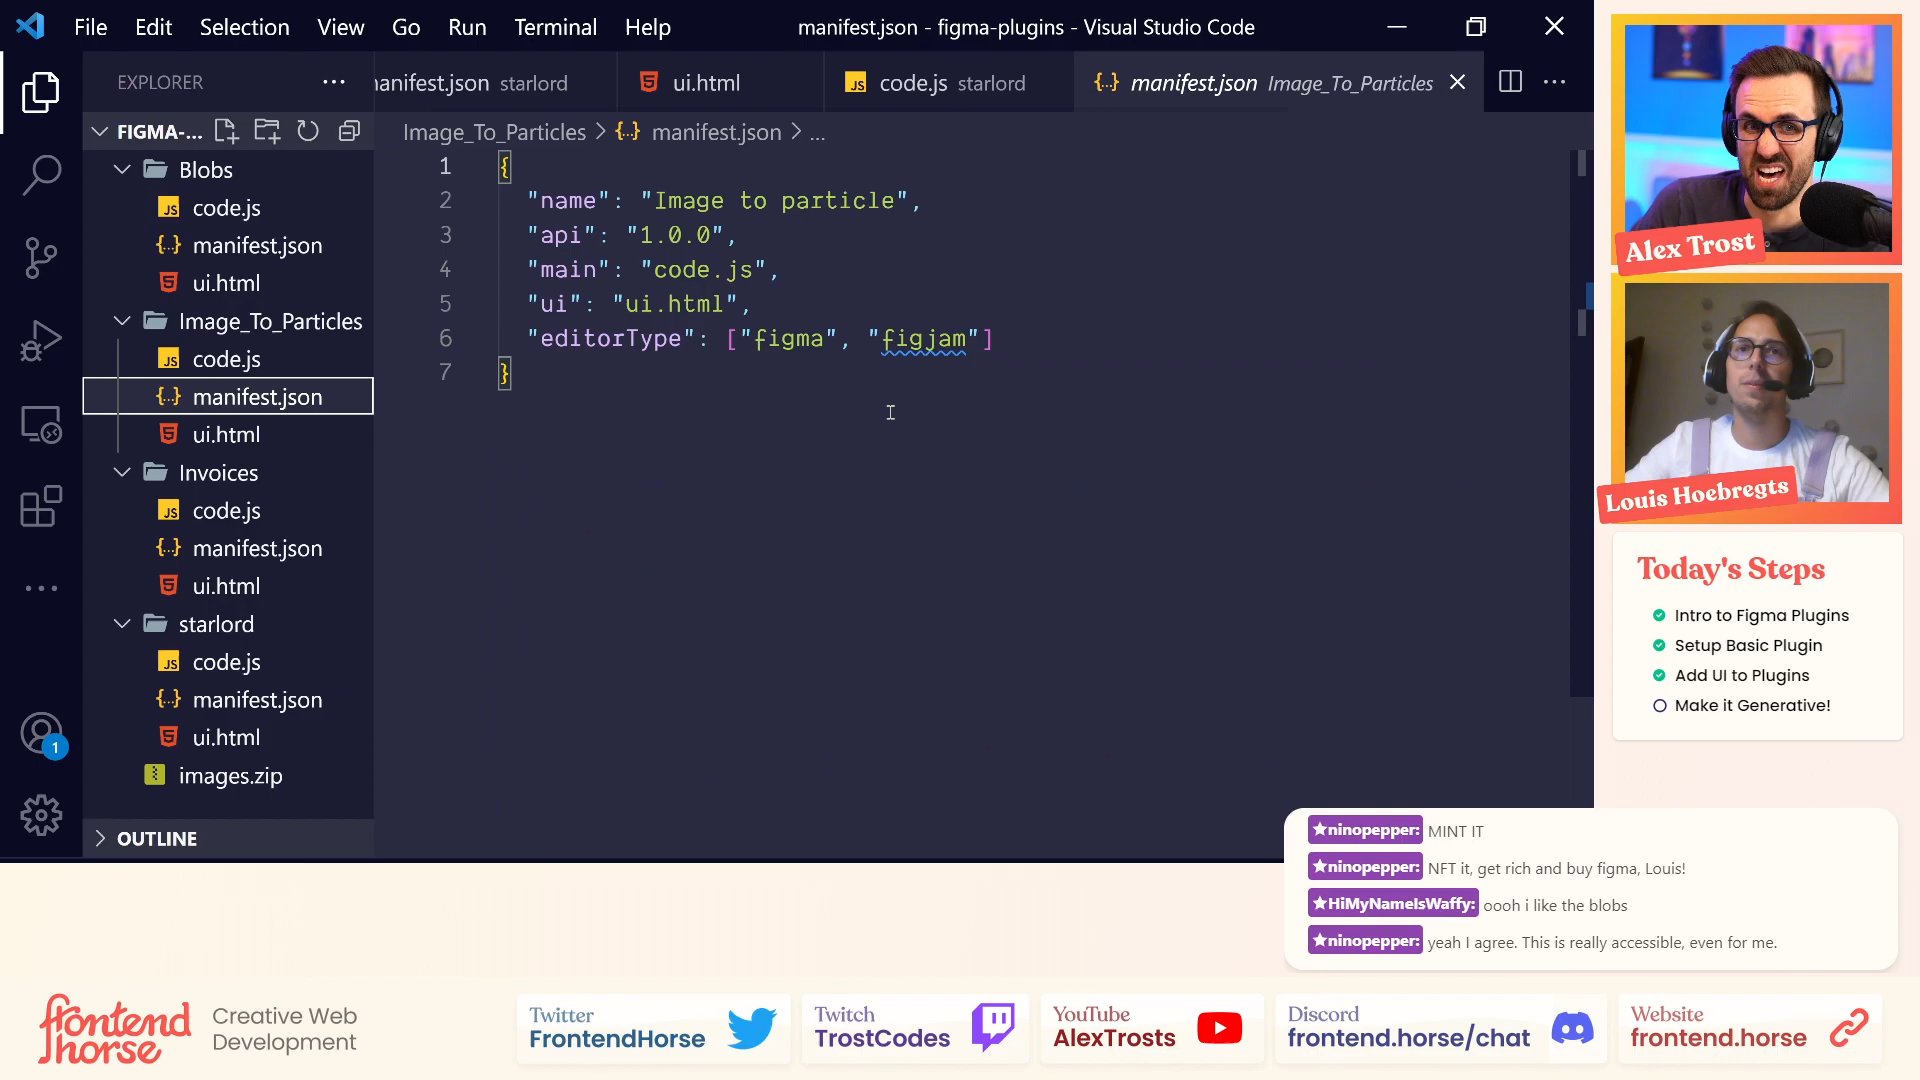 File Edit Selection View Go Run Terminal Help
manifest.json - figma-plugins - Visual Studio Code
EXPLORER
manifest.json starlord
ui.html
code.js starlord
manifest.json Image_To_Particles
FIGMA-...
Image_To_Particles > manifest.json > ...
Blobs
code.js
manifest.json
ui.html
Image_To_Particles
code.js
manifest.json
ui.html
Invoices
code.js
manifest.json
ui.html
starlord
code.js
manifest.json
ui.html
images.zip
OUTLINE
1
1 {
2 "name": "Image to particle",
3 "api": "1.0.0",
4 "main": "code.js",
5 "ui": "ui.html",
6 "editorType": ["figma", "figjam"]
7 }
Alex Trost
Louis Hoebregts
Today's Steps
Intro to Figma Plugins
Setup Basic Plugin
Add UI to Plugins
Make it Generative!
ninopepper: MINT IT
ninopepper: NFT it, get rich and buy figma, Louis!
HiMyNameIsWaffy: oooh i like the blobs
ninopepper: yeah I agree. This is really accessible, even for me.
frontend
horse
Creative Web
Development
Twitter
FrontendHorse
Twitch
TrostCodes
YouTube
AlexTrosts
Discord
frontend.horse/chat
Website
frontend.horse